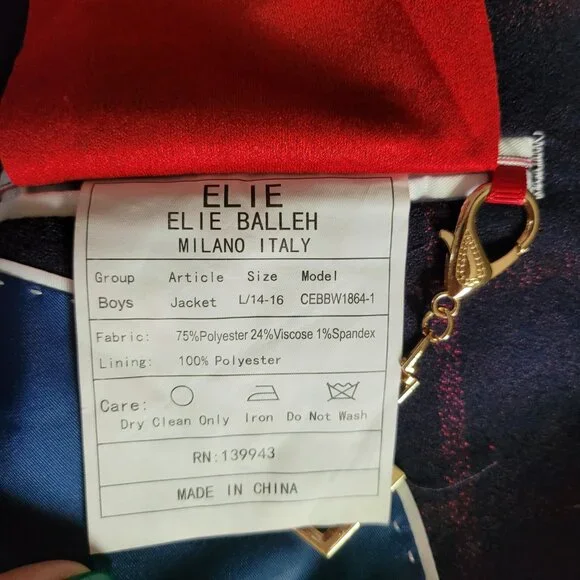 ELIE
ELIE BALLEH
MILANO ITALY
Group Article Size Model
Boys Jacket L/14-16 CEBBW1864-1
Fabric: 75%Polyester 24%Viscose 1%Spandex
Lining: 100% Polyester
Care:
Dry Clean Only Iron Do Not Wash
RN:139943
MADE IN CHINA